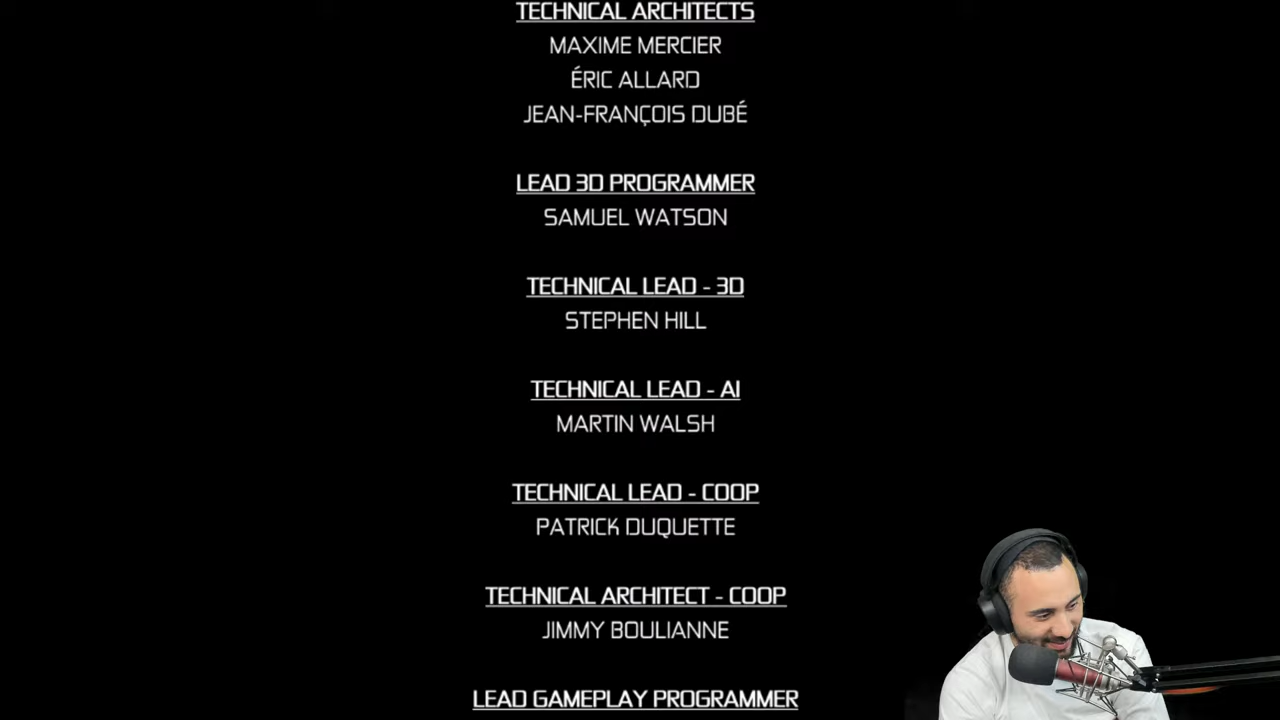 TECHNICAL ARCHITECTS
MAXIME MERCIER
ÉRIC ALLARD
JEAN-FRANÇOIS DUBÉ
LEAD 3D PROGRAMMER
SAMUEL WATSON
TECHNICAL LEAD - 3D
STEPHEN HILL
TECHNICAL LEAD - AI
MARTIN WALSH
TECHNICAL LEAD - COOP
PATRICK DUQUETTE
TECHNICAL ARCHITECT - COOP
JIMMY BOULIANNE
LEAD GAMEPLAY PROGRAMMER